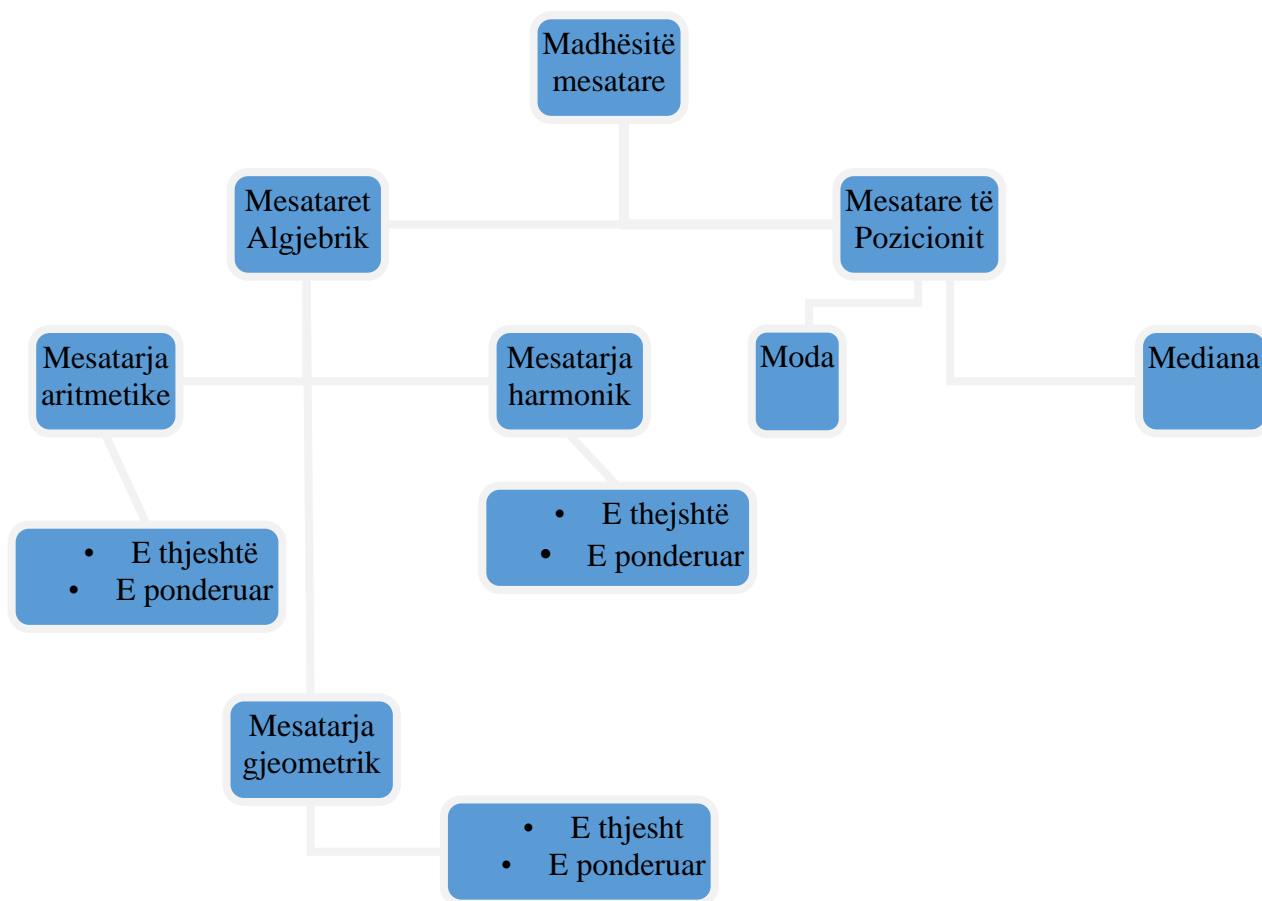 Madhësitë
mesatare
Mesataret
Algjebrik
Mesatare të
Pozicionit
Mesatarja
aritmetike
Mesatarja
harmonik
Moda
Mediana
• E thejshtë
• E ponderuar
• E thjeshtë
• E ponderuar
Mesatarja
gjeometrik
• E thjesht
• E ponderuar